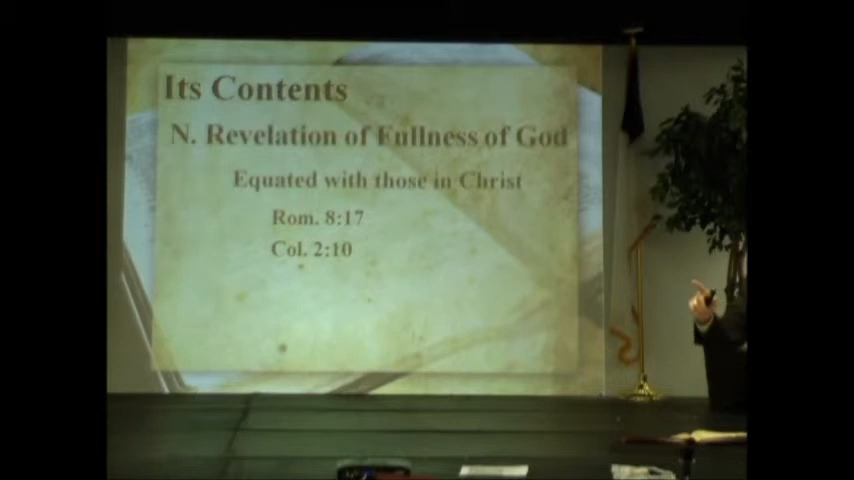 Its Contents
N. Revelation of Fullness of God
Equated with those in Christ
Rom. 8:17
Col. 2:10